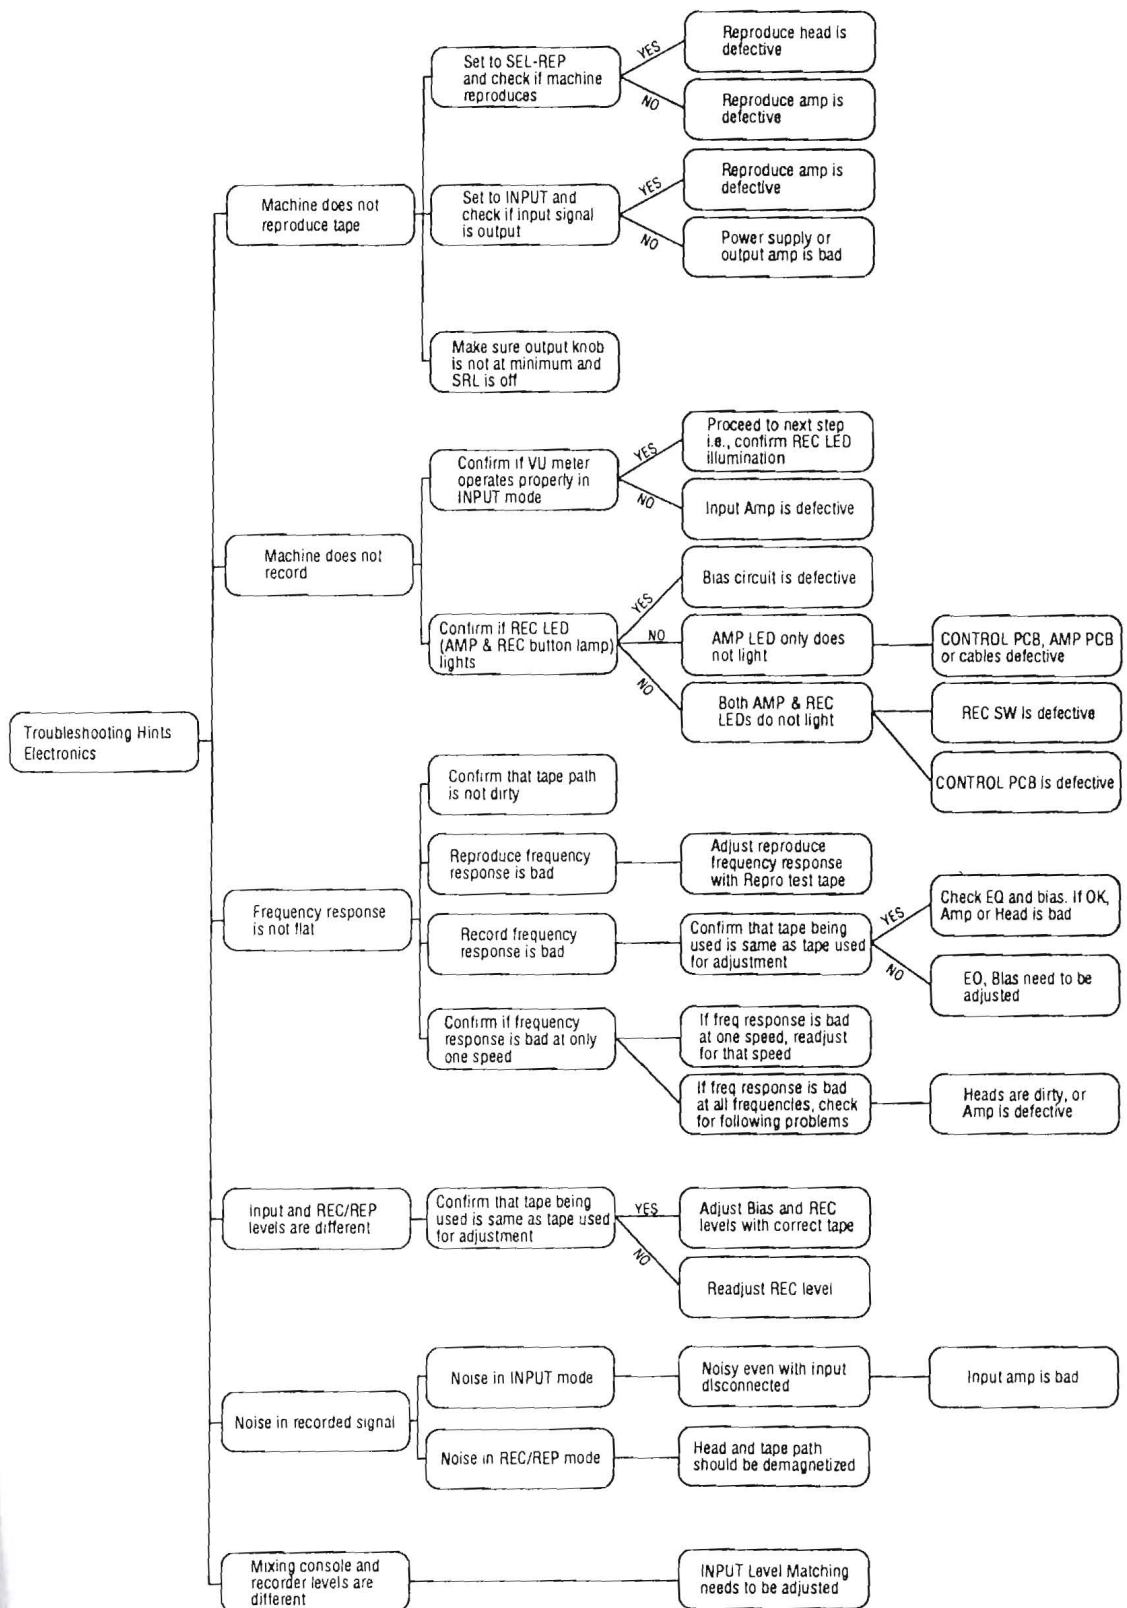 Troubleshooting Hints
Electronics
Machine does not
reproduce tape
Set to SEL-REP
and check if machine
reproduces
YES
Reproduce head is
defective
NO
Reproduce amp is
defective
Set to INPUT and
check if input signal
is output
YES
Reproduce amp is
defective
NO
Power supply or
output amp is bad
Make sure output knob
is not at minimum and
SRL is off
Machine does not
record
Confirm if VU meter
operates properly in
INPUT mode
YES
Proceed to next step
i.e., confirm REC LED
illumination
NO
Input Amp is defective
Confirm if REC LED
(AMP & REC button lamp)
lights
YES
Bias circuit is defective
NO
AMP LED only does
not light
CONTROL PCB, AMP PCB
or cables defective
NO
Both AMP & REC
LEDs do not light
REC SW is defective
CONTROL PCB is defective
Frequency response
is not flat
Confirm that tape path
is not dirty
Reproduce frequency
response is bad
Adjust reproduce
frequency response
with Repro test tape
Record frequency
response is bad
Confirm that tape being
used is same as tape used
for adjustment
YES
Check EQ and bias. If OK,
Amp or Head is bad
NO
EQ, Bias need to be
adjusted
Confirm if frequency
response is bad at only
one speed
If freq response is bad
at one speed, readjust
for that speed
If freq response is bad
at all frequencies, check
for following problems
Heads are dirty, or
Amp is defective
Input and REC/REP
levels are different
Confirm that tape being
used is same as tape used
for adjustment
YES
Adjust Bias and REC
levels with correct tape
NO
Readjust REC level
Noise in recorded signal
Noise in INPUT mode
Noisy even with input
disconnected
Input amp is bad
Noise in REC/REP mode
Head and tape path
should be demagnetized
Mixing console and
recorder levels are
different
INPUT Level Matching
needs to be adjusted